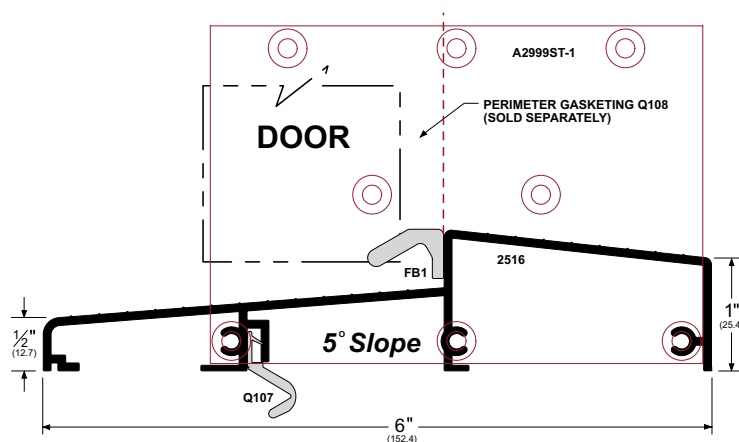 A2999ST-1
1
PERIMETER GASKETING Q108
(SOLD SEPARATELY)
DOOR
2516
FB1
1/2"
(12.7)
1"
(25.4
5° Slope
Q107
6"
(152.4)